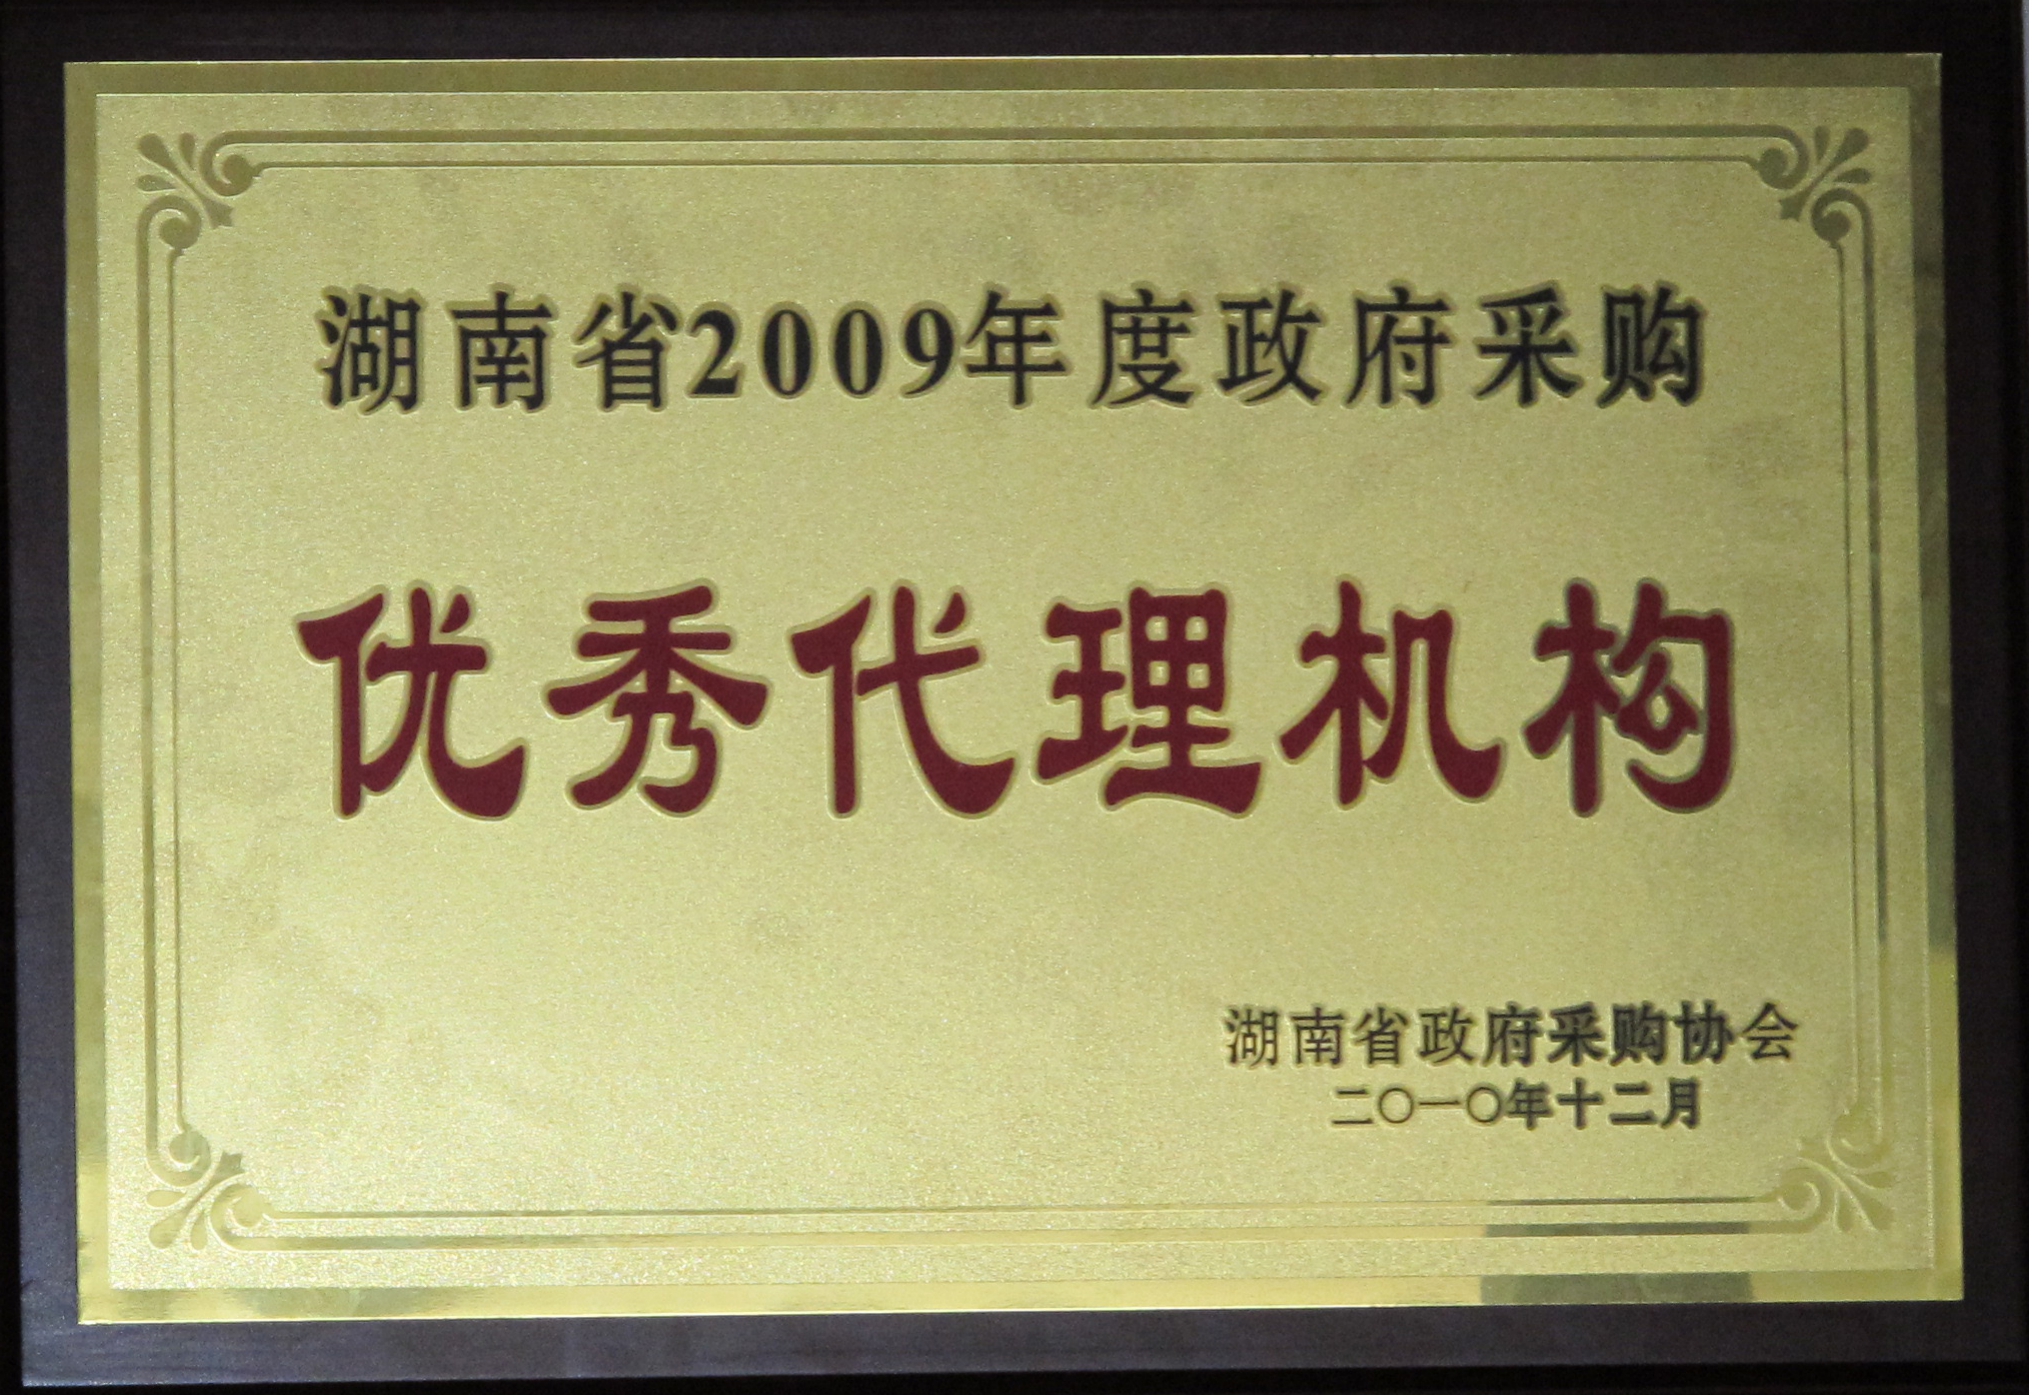 湖南省2009年度政府采购
优秀代理机构
湖南省政府采购协会
二〇一〇年十二月